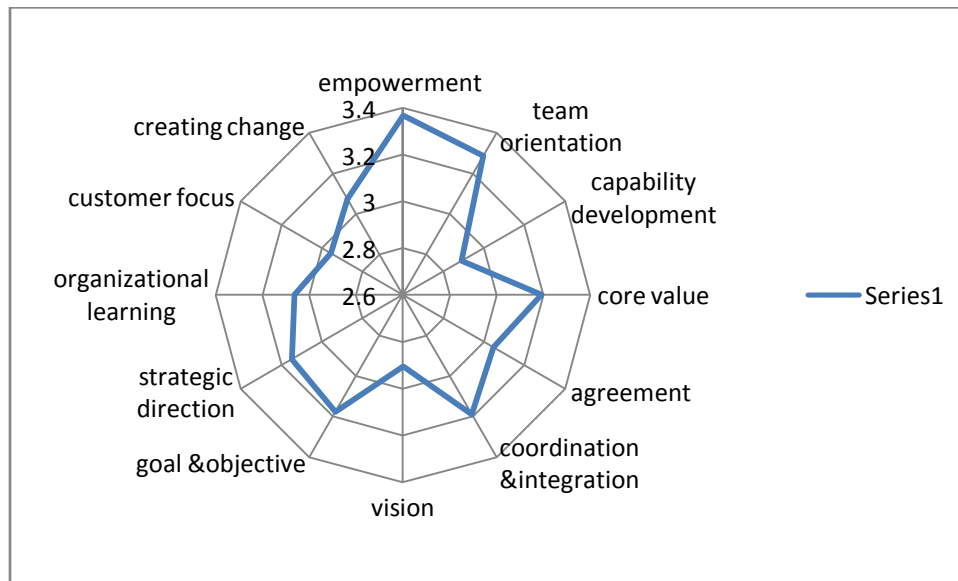 empowerment
team
orientation
capability
development
core value
agreement
coordination
&integration
vision
goal &objective
strategic
direction
organizational
learning
customer focus
creating change
3.4
3.2
3
2.8
2.6
Series1